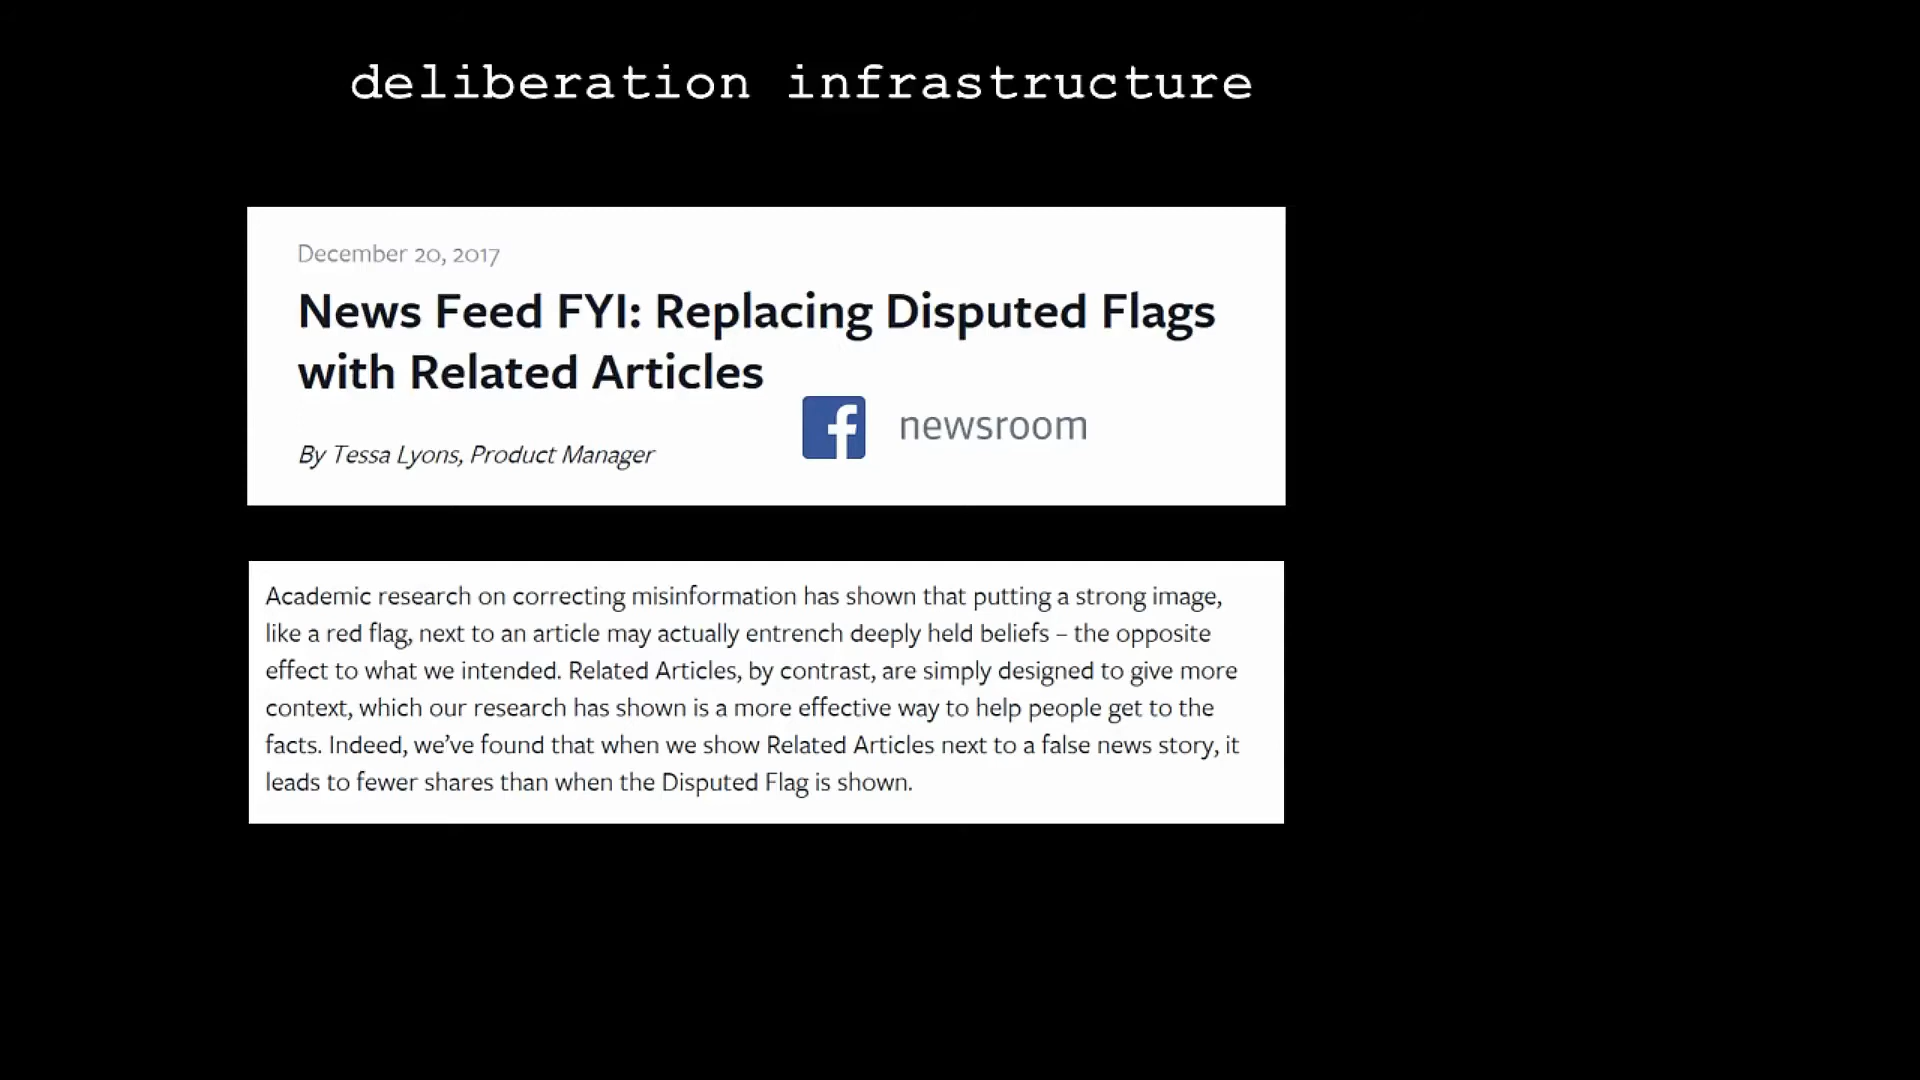 deliberation infrastructure
December 20, 2017
News Feed FYI: Replacing Disputed Flags
with Related Articles
newsroom
By Tessa Lyons, Product Manager
Academic research on correcting misinformation has shown that putting a strong image,
like a red flag, next to an article may actually entrench deeply held beliefs – the opposite
effect to what we intended. Related Articles, by contrast, are simply designed to give more
context, which our research has shown is a more effective way to help people get to the
facts. Indeed, we’ve found that when we show Related Articles next to a false news story, it
leads to fewer shares than when the Disputed Flag is shown.